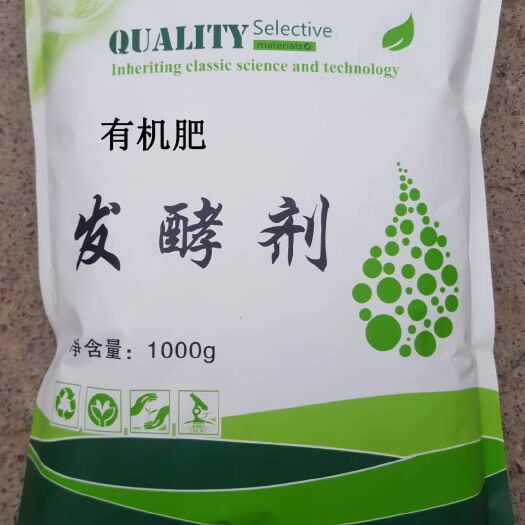 QUALITY Selective
materials
Inheriting classic science and technology
有机肥
发酵剂
净含量：1000g